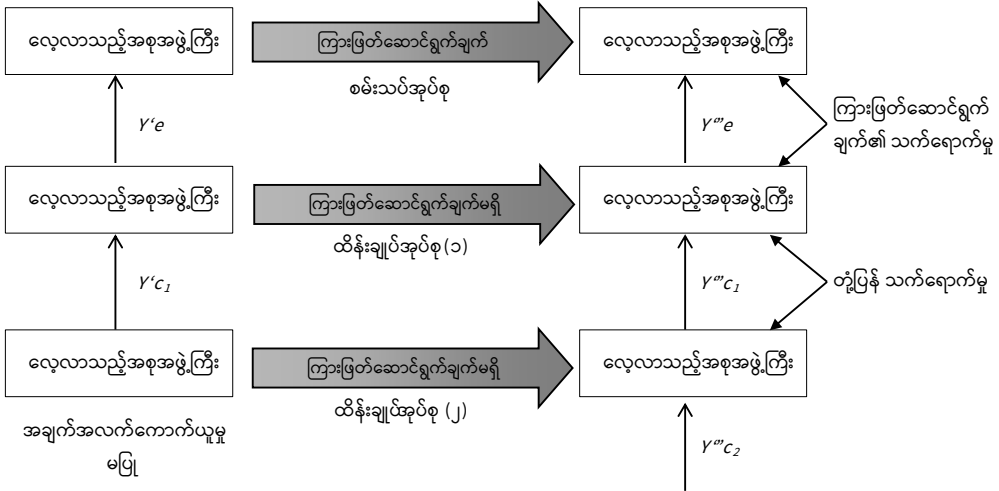 လေ့လာသည့်အစုအဖွဲ့ကြီး
ကြားဖြတ်ဆောင်ရွက်ချက်
လေ့လာသည့်အစုအဖွဲ့ကြီး
စမ်းသပ်အုပ်စု
Y‘e
Y‘’’e
ကြားဖြတ်ဆောင်ရွက်
ချက်၏ သက်ရောက်မှု
လေ့လာသည့်အစုအဖွဲ့ကြီး
ကြားဖြတ်ဆောင်ရွက်ချက်မရှိ
လေ့လာသည့်အစုအဖွဲ့ကြီး
ထိန်းချုပ်အုပ်စု (၁)
Y‘c₁
Y‘’’c₁
တုံ့ပြန် သက်ရောက်မှု
လေ့လာသည့်အစုအဖွဲ့ကြီး
ကြားဖြတ်ဆောင်ရွက်ချက်မရှိ
လေ့လာသည့်အစုအဖွဲ့ကြီး
ထိန်းချုပ်အုပ်စု (၂)
အချက်အလက်ကောက်ယူမှု
မပြု
Y‘’’c₂